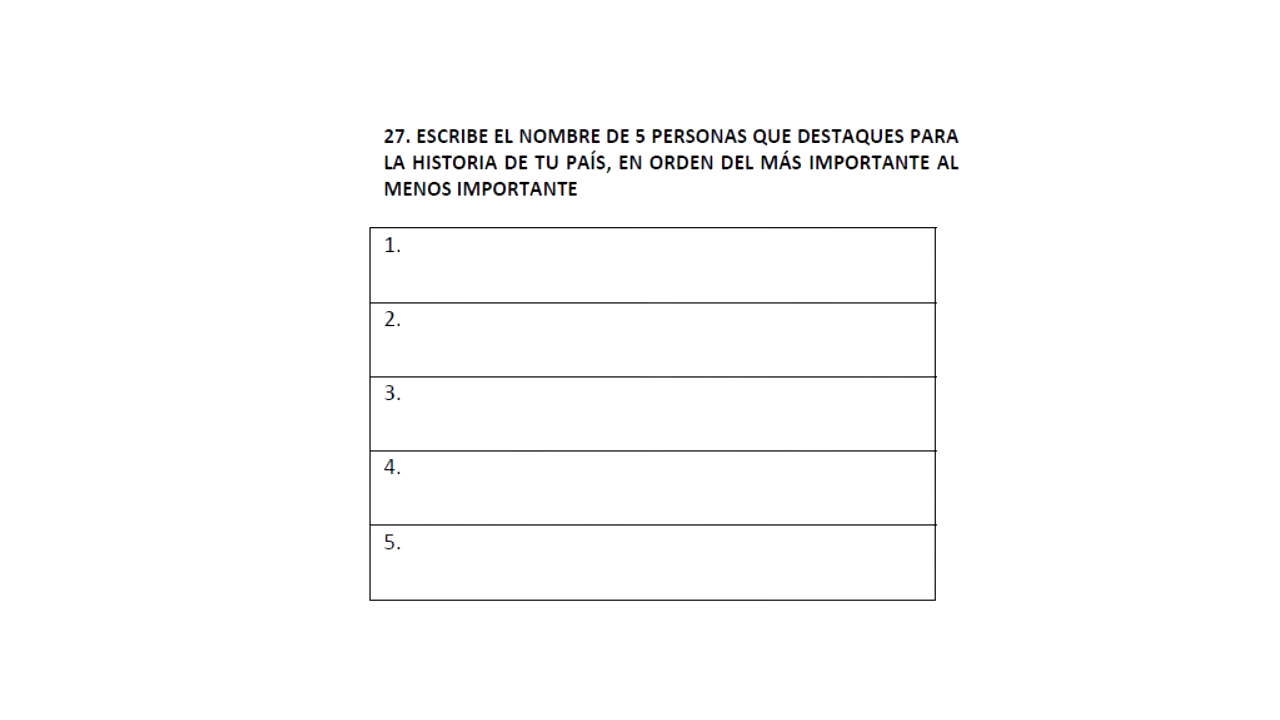 27. ESCRIBE EL NOMBRE DE 5 PERSONAS QUE DESTAQUES PARA
LA HISTORIA DE TU PAÍS, EN ORDEN DEL MÁS IMPORTANTE AL
MENOS IMPORTANTE
1.
2.
3.
4.
5.